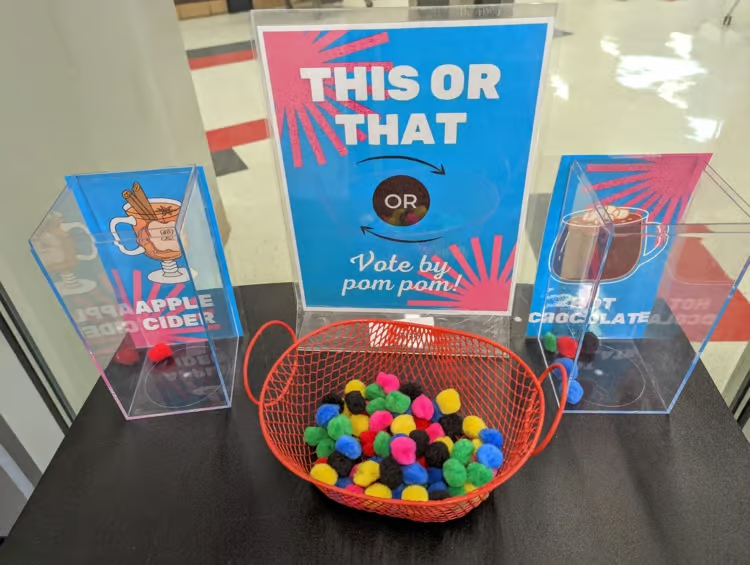 THIS OR
THAT
OR
Vote by
pom pom!
APPLE
CIDER
HOT
CHOCOLATE